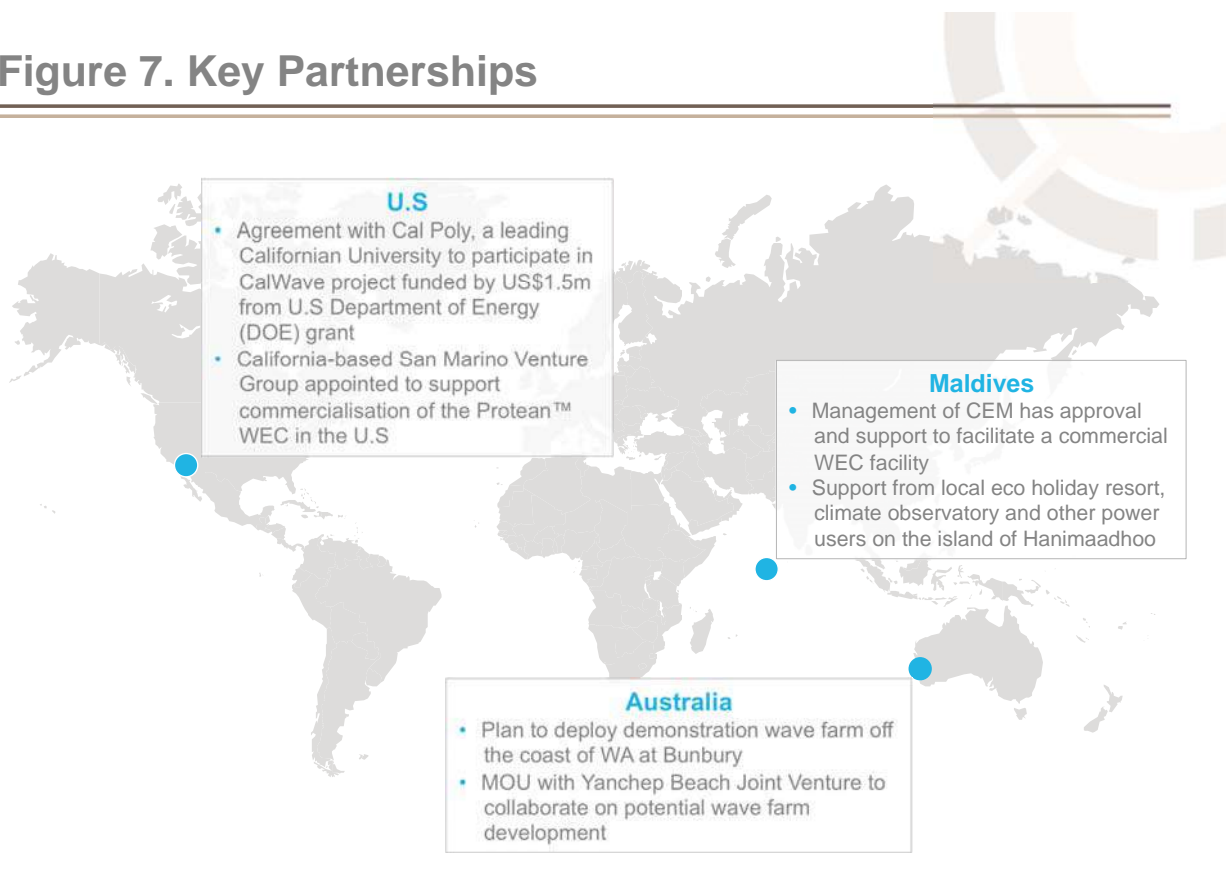 Figure 7. Key Partnerships
U.S
• Agreement with Cal Poly, a leading
Californian University to participate in
CalWave project funded by US$1.5m
from U.S Department of Energy
(DOE) grant
• California-based San Marino Venture
Group appointed to support
commercialisation of the Protean™
WEC in the U.S
Maldives
• Management of CEM has approval
and support to facilitate a commercial
WEC facility
• Support from local eco holiday resort,
climate observatory and other power
users on the island of Hanimaadhoo
Australia
• Plan to deploy demonstration wave farm off
the coast of WA at Bunbury
• MOU with Yanchep Beach Joint Venture to
collaborate on potential wave farm
development